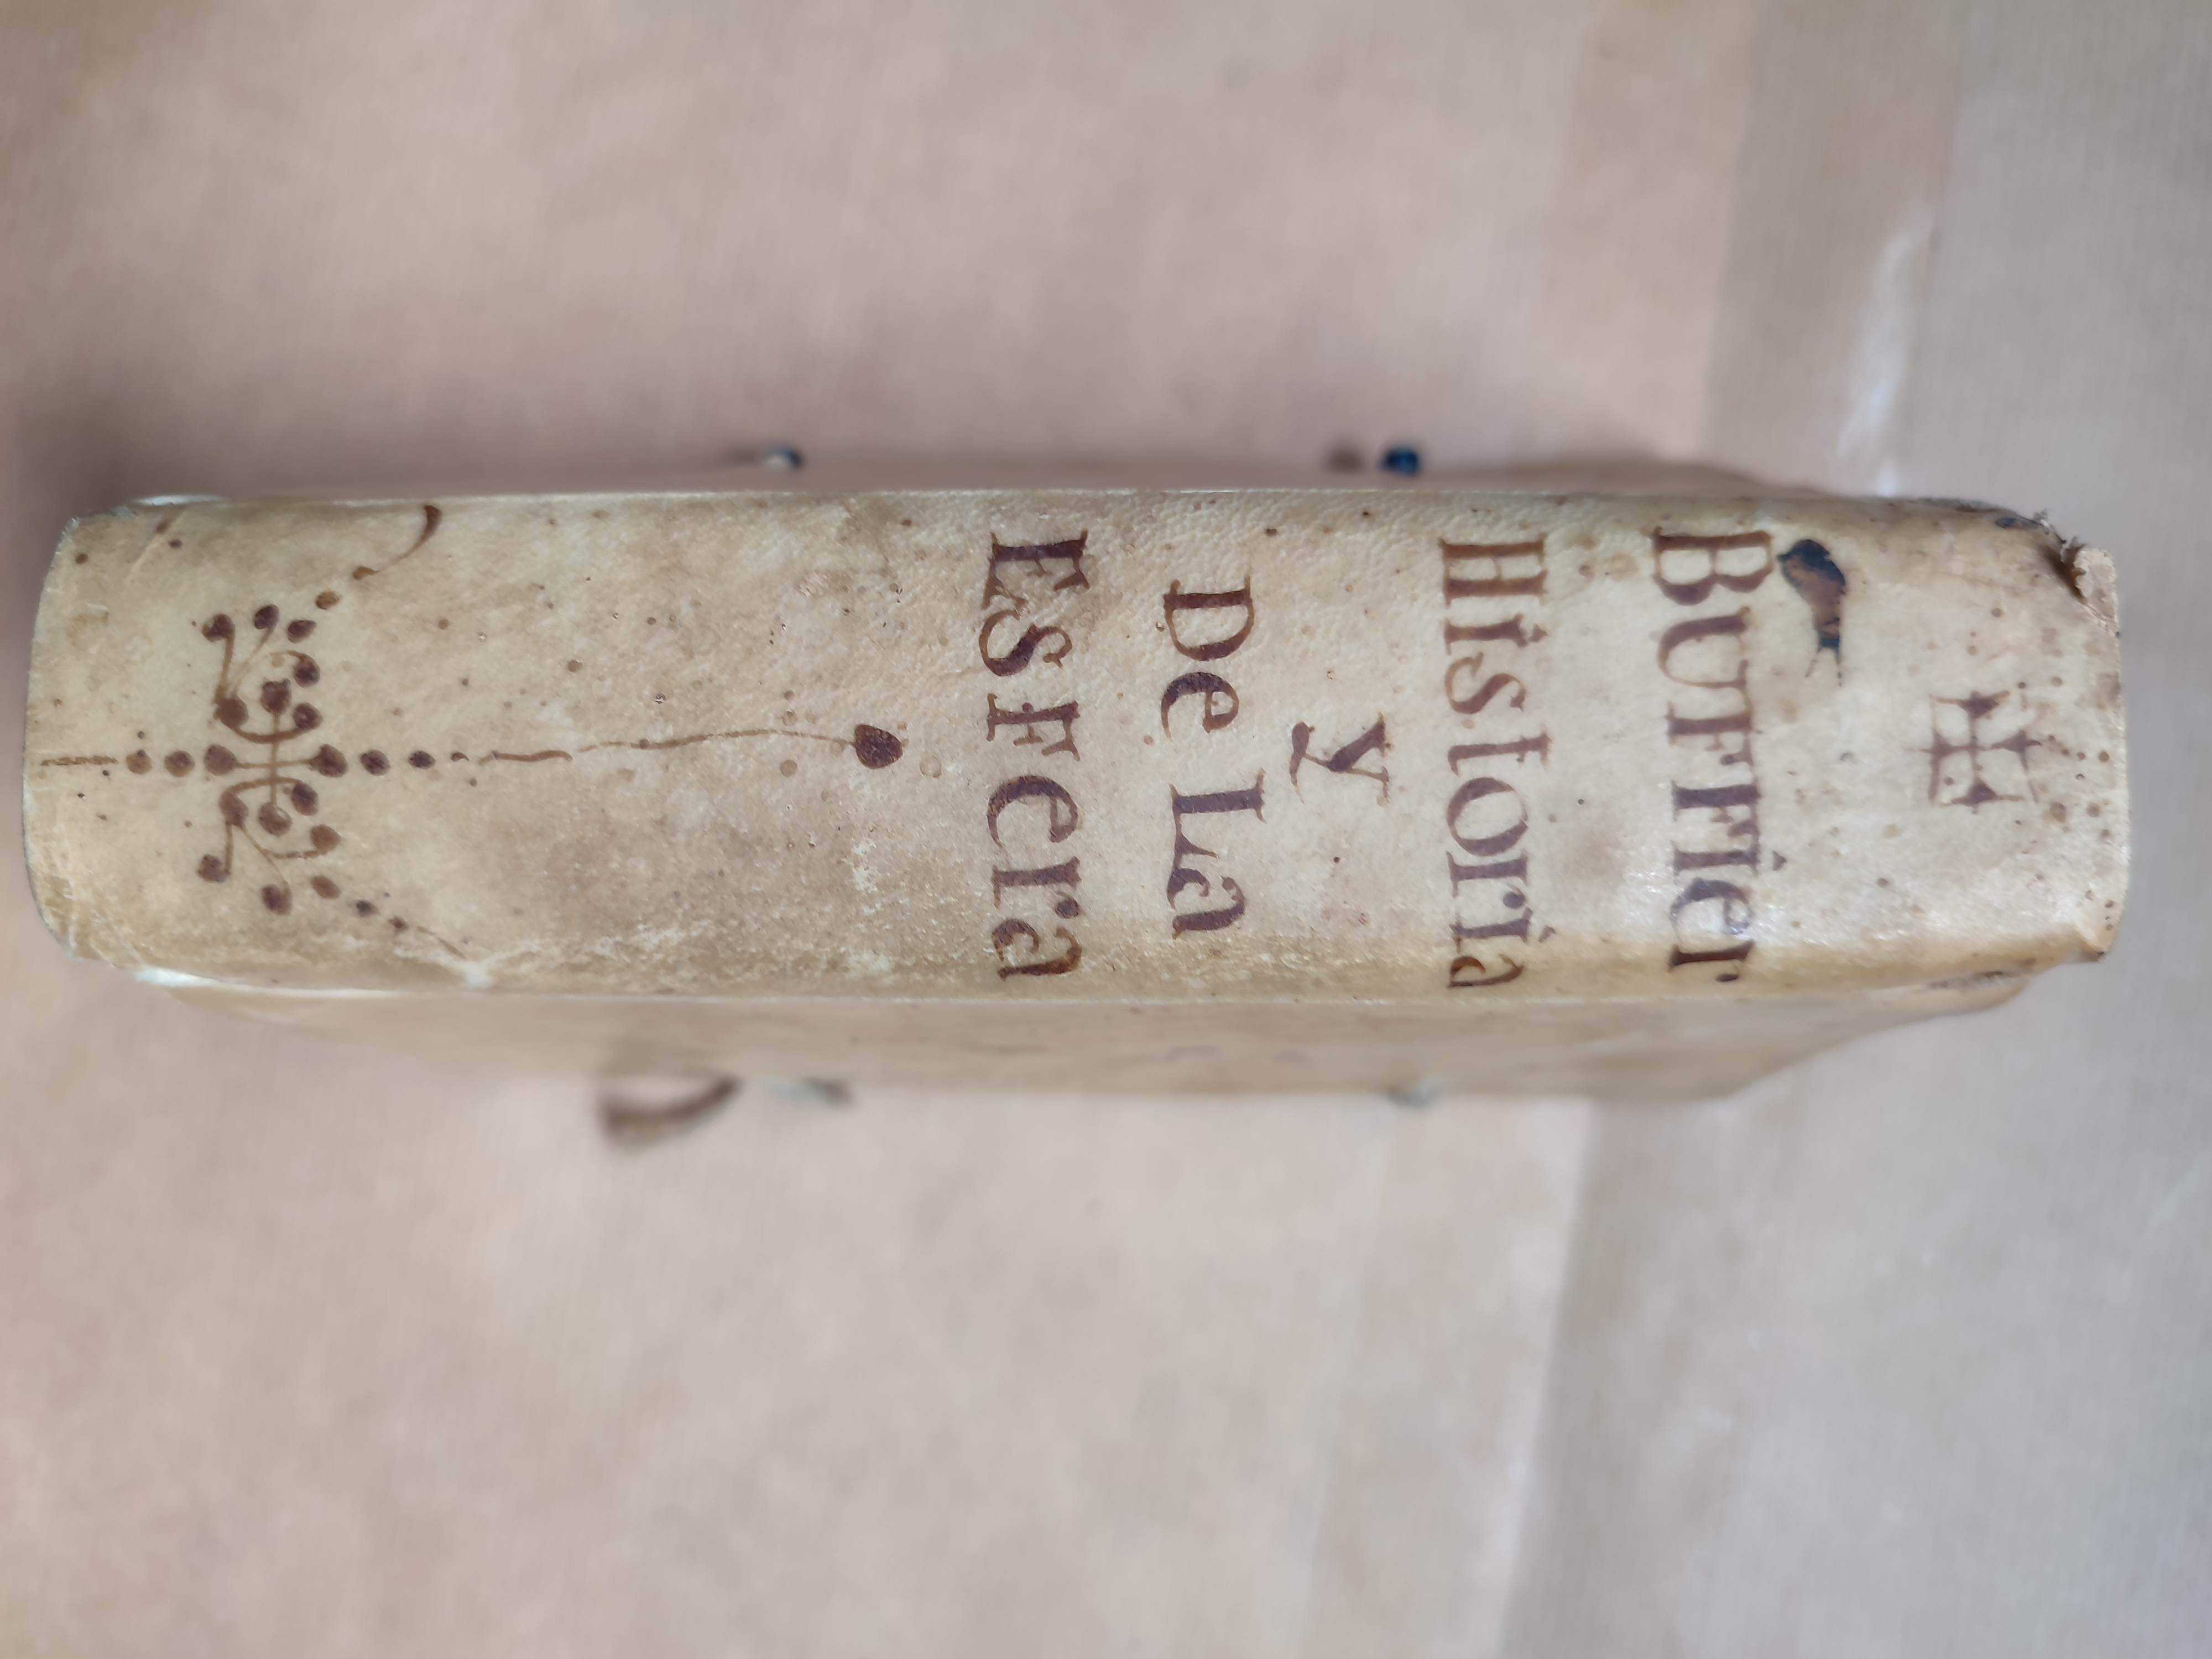 BUFFier
Historia
y
De La
EsFera